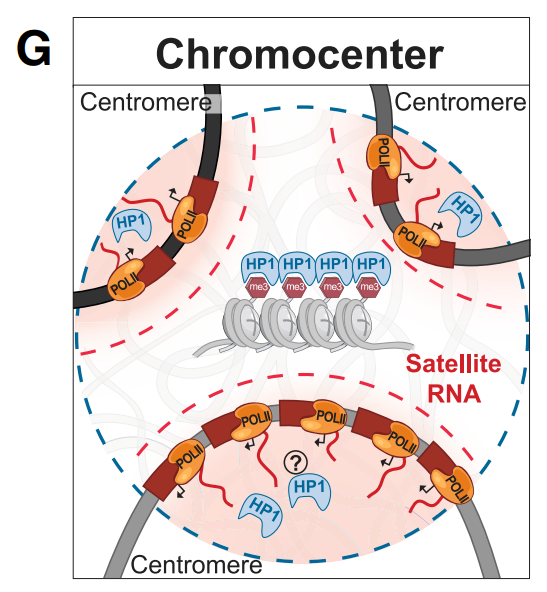 G
Chromocenter
Centromere
Centromere
POLII
HP1
HP1
POLII
POLII
POLII
HP1 HP1 HP1 HP1
me3 me3 me3 me3
Satellite
RNA
POLII
POLII
POLII
POLII
POLII
?
HP1
HP1
Centromere